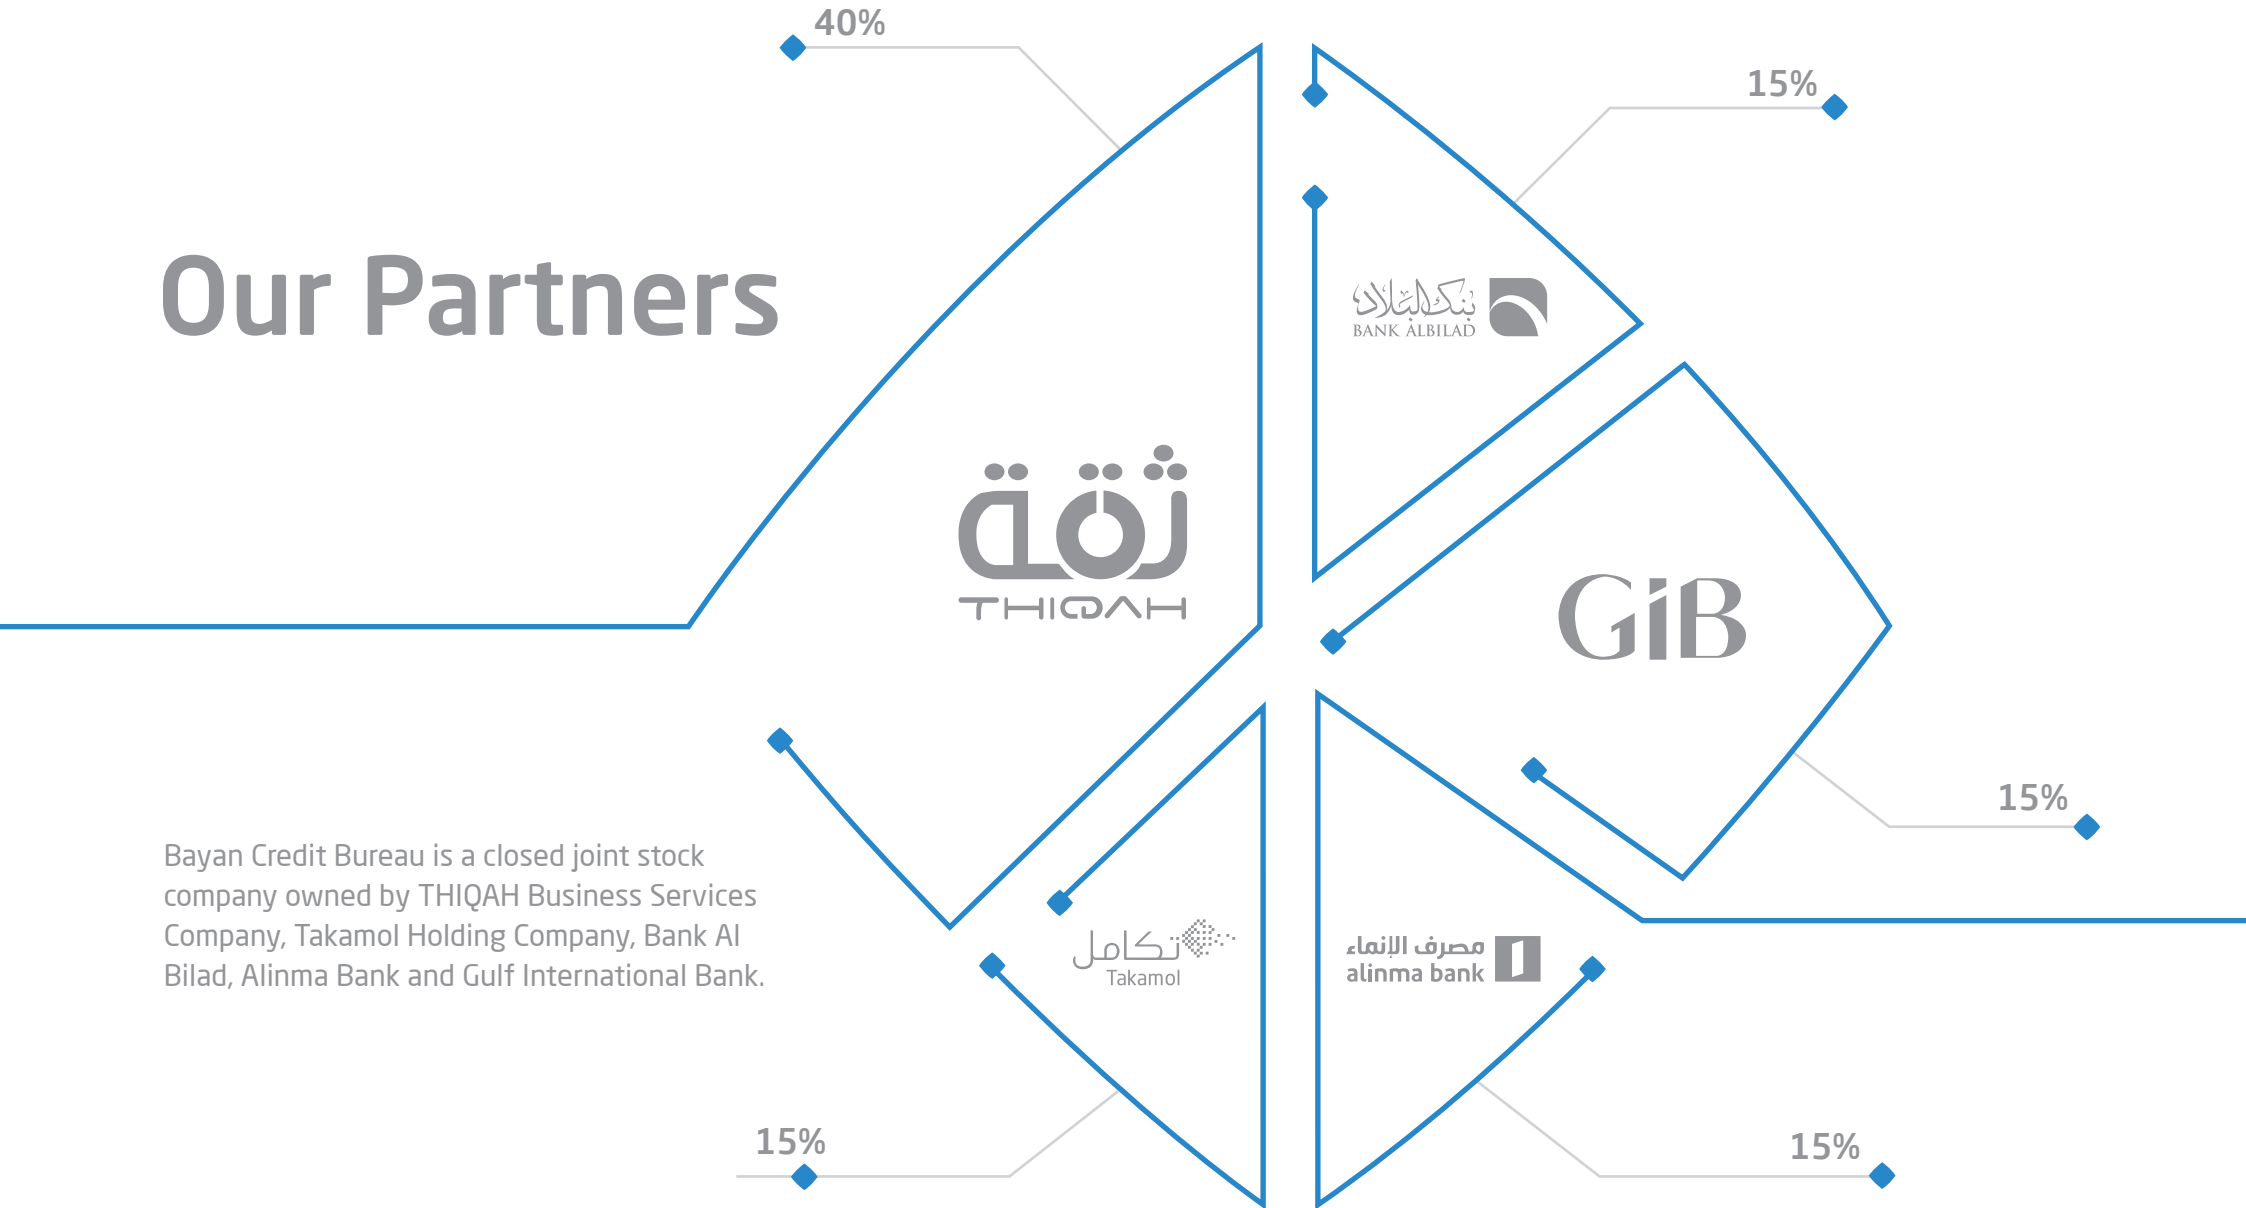 40%
15%
Our Partners
بنك البلاد
BANK ALBILAD
ثقة
THIQAH
GiB
15%
Bayan Credit Bureau is a closed joint stock
company owned by THIQAH Business Services
Company, Takamol Holding Company, Bank Al
Bilad, Alinma Bank and Gulf International Bank.
تكامل
Takamol
مصرف الإنماء
alinma bank
15%
15%